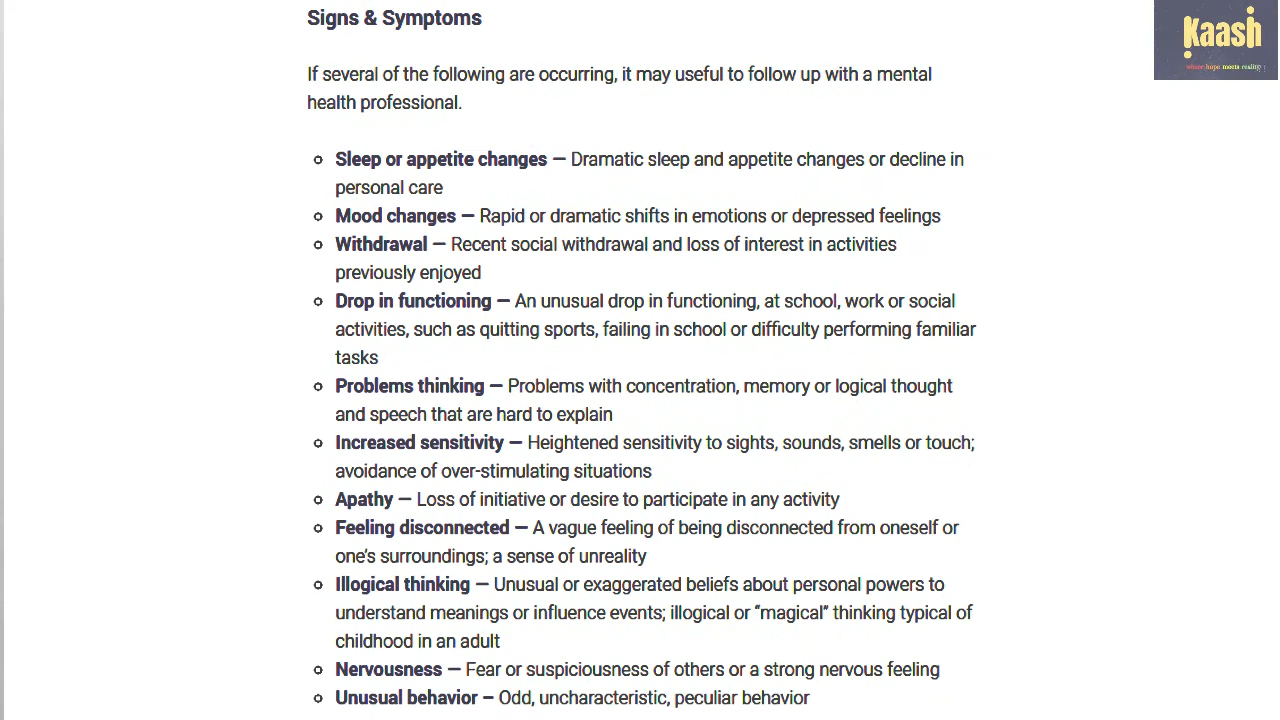 Signs & Symptoms
Kaash
where hope meets reality
If several of the following are occurring, it may useful to follow up with a mental
health professional.
Sleep or appetite changes — Dramatic sleep and appetite changes or decline in
personal care
Mood changes — Rapid or dramatic shifts in emotions or depressed feelings
Withdrawal — Recent social withdrawal and loss of interest in activities
previously enjoyed
Drop in functioning — An unusual drop in functioning, at school, work or social
activities, such as quitting sports, failing in school or difficulty performing familiar
tasks
Problems thinking — Problems with concentration, memory or logical thought
and speech that are hard to explain
Increased sensitivity — Heightened sensitivity to sights, sounds, smells or touch;
avoidance of over-stimulating situations
Apathy — Loss of initiative or desire to participate in any activity
Feeling disconnected — A vague feeling of being disconnected from oneself or
one’s surroundings; a sense of unreality
Illogical thinking — Unusual or exaggerated beliefs about personal powers to
understand meanings or influence events; illogical or “magical” thinking typical of
childhood in an adult
Nervousness — Fear or suspiciousness of others or a strong nervous feeling
Unusual behavior – Odd, uncharacteristic, peculiar behavior